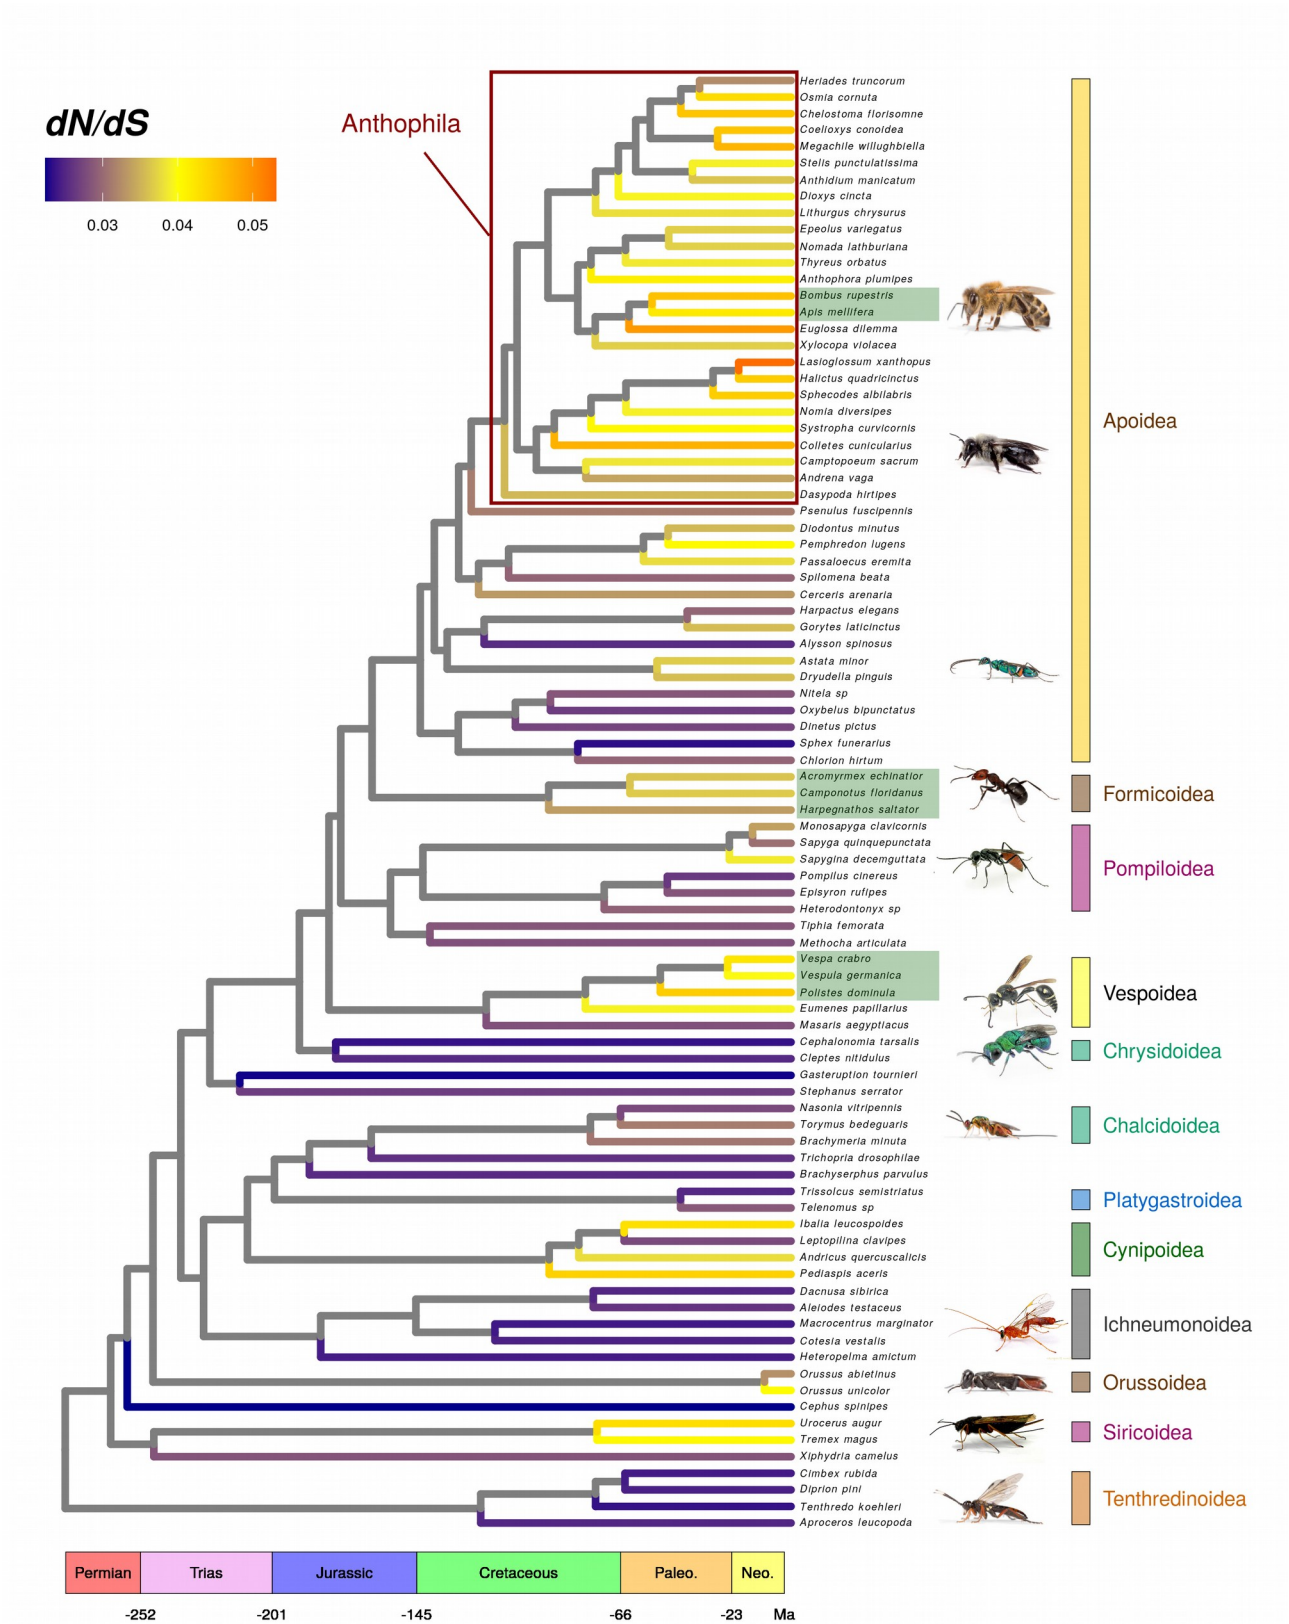 dN/dS
0.03 0.04 0.05
Anthophila
Heriades truncorum
Osmia cornuta
Chelostoma florisomne
Coelioxys conoidea
Megachile willughbiella
Stelis punctulatissima
Anthidium manicatum
Dioxys cincta
Lithurgus chrysurus
Epeolus variegatus
Nomada lathburiana
Thyreus orbatus
Anthophora plumipes
Bombus rupestris
Apis mellifera
Euglossa dilemma
Xylocopa violacea
Lasioglossum xanthopus
Halictus quadricinctus
Sphecodes albilabris
Nomia diversipes
Systropha curvicornis
Colletes cunicularius
Camptopoeum sacrum
Andrena vaga
Dasypoda hirtipes
Psenulus fuscipennis
Diodontus minutus
Pemphredon lugens
Passaloecus eremita
Spilomena beata
Cerceris arenaria
Harpactus elegans
Gorytes laticinctus
Alysson spinosus
Astata minor
Dryudella pinguis
Nitela sp
Oxybelus bipunctatus
Dinetus pictus
Sphex funerarius
Chlorion hirtum
Acromyrmex echinatior
Camponotus floridanus
Harpegnathos saltator
Monosapyga clavicornis
Sapyga quinquepunctata
Sapygina decemguttata
Pompilus cinereus
Episyron rufipes
Heterodontonyx sp
Tiphia femorata
Methocha articulata
Vespa crabro
Vespula germanica
Polistes dominula
Eumenes papillarius
Masaris aegyptiacus
Cephalonomia tarsalis
Cleptes nitidulus
Gasteruption tournieri
Stephanus serrator
Nasonia vitripennis
Torymus bedeguaris
Brachymeria minuta
Trichopria drosophilae
Brachyserphus parvulus
Trissolcus semistriatus
Telenomus sp
Ibalia leucospoides
Leptopilina clavipes
Andricus quercuscalicis
Pediaspis aceris
Dacnusa sibirica
Aleiodes testaceus
Macrocentrus marginator
Cotesia vestalis
Heteropelma amictum
Orussus abietinus
Orussus unicolor
Cephus spinipes
Urocerus augur
Tremex magus
Xiphydria camelus
Cimbex rubida
Diprion pini
Tenthredo koehleri
Aproceros leucopoda
Apoidea
Formicoidea
Pompiloidea
Vespoidea
Chrysidoidea
Chalcidoidea
Platygastroidea
Cynipoidea
Ichneumonoidea
Orussoidea
Siricoidea
Tenthredinoidea
Permian Trias Jurassic Cretaceous Paleo. Neo.
-252 -201 -145 -66 -23 Ma